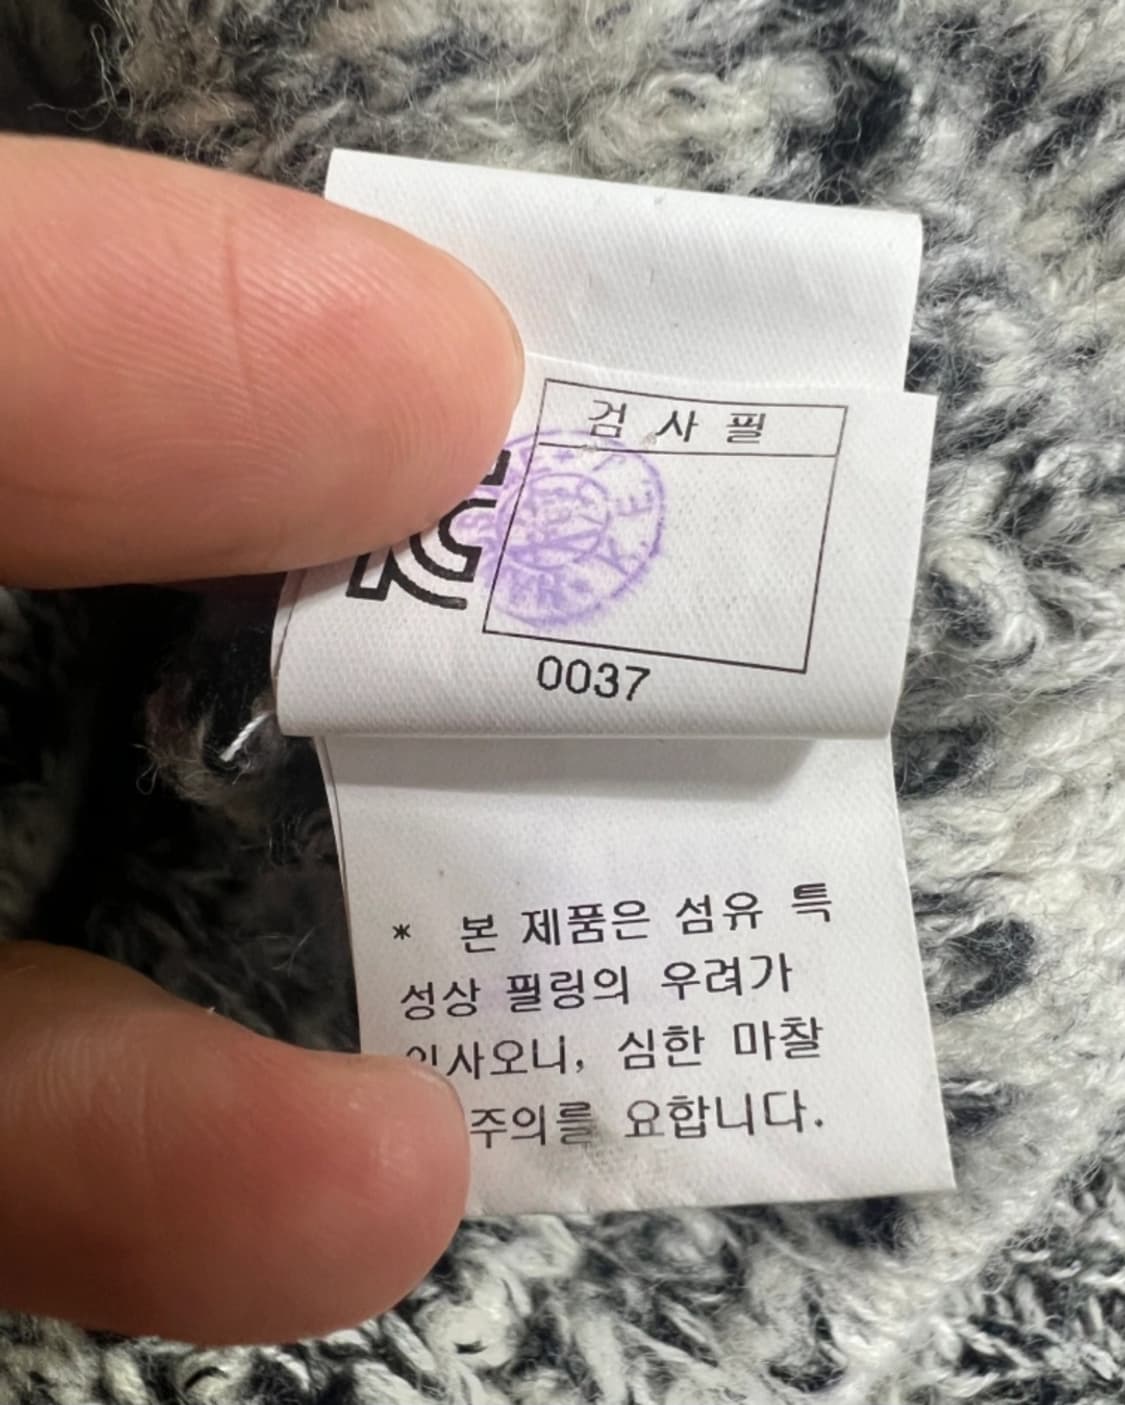 검사필
0037
* 본 제품은 섬유 특
성상 필링의 우려가
있사오니, 심한 마찰
주의를 요합니다.